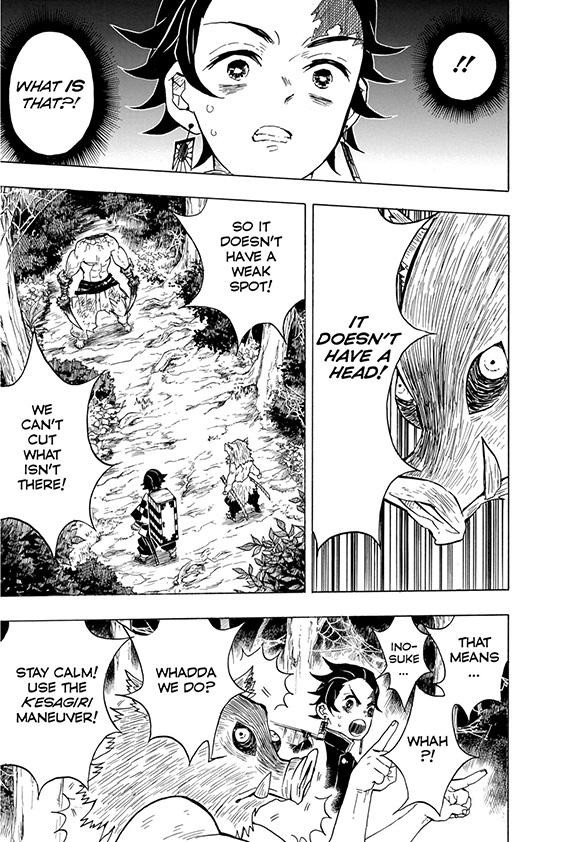 !!
WHAT IS
THAT?!
IT
DOESN'T
HAVE A
HEAD!
SO IT
DOESN'T
HAVE A
WEAK
SPOT!
WE
CAN'T
CUT
WHAT
ISN'T
THERE!
THAT
MEANS
...
WHAH
?!
INO-
SUKE
...
WHADDA
WE DO?
STAY CALM!
USE THE
KESAGIRI
MANEUVER!